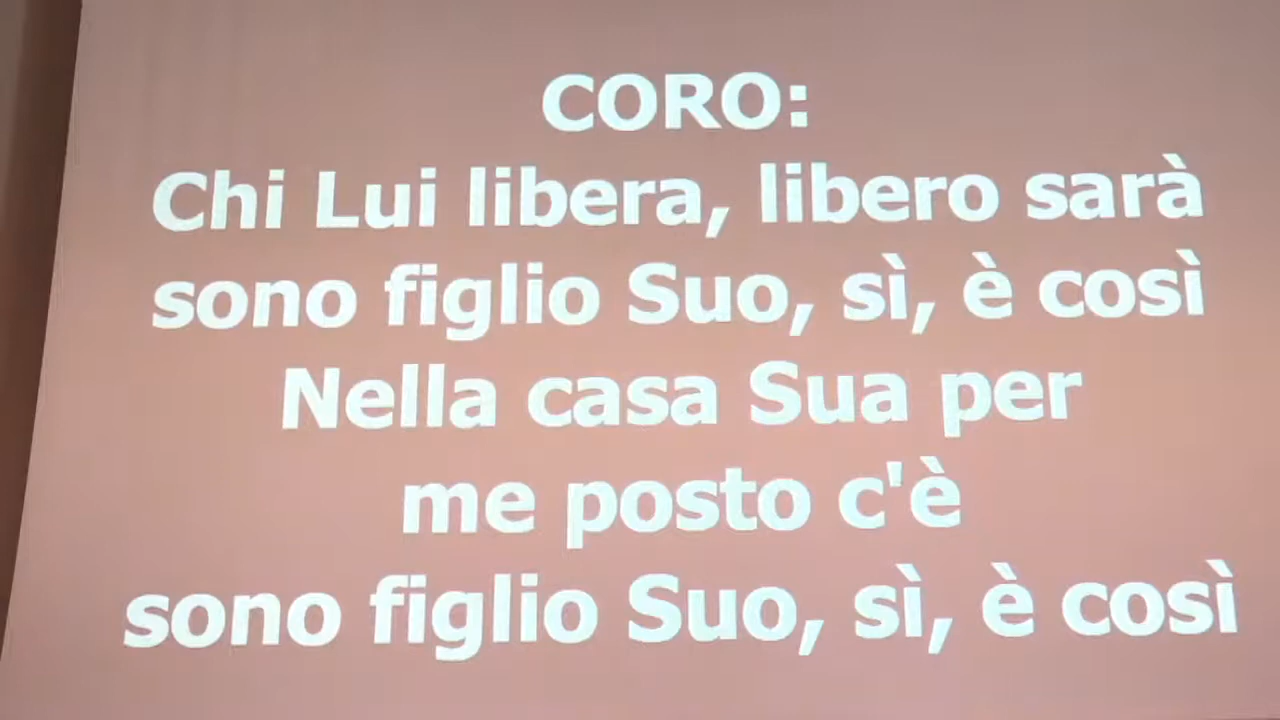 CORO:
Chi Lui libera, libero sarà
sono figlio Suo, sì, è così
Nella casa Sua per
me posto c'è
sono figlio Suo, sì, è così